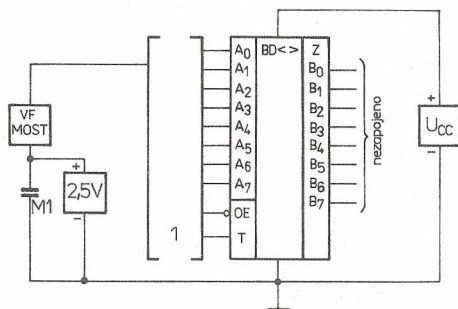 VF
MOST
M1
+
2,5V
-
1
A0
A1
A2
A3
A4
A5
A6
A7
OE
T
BD<>
Z
B0
B1
B2
B3
B4
B5
B6
B7
nezapojeno
+
UCC
-